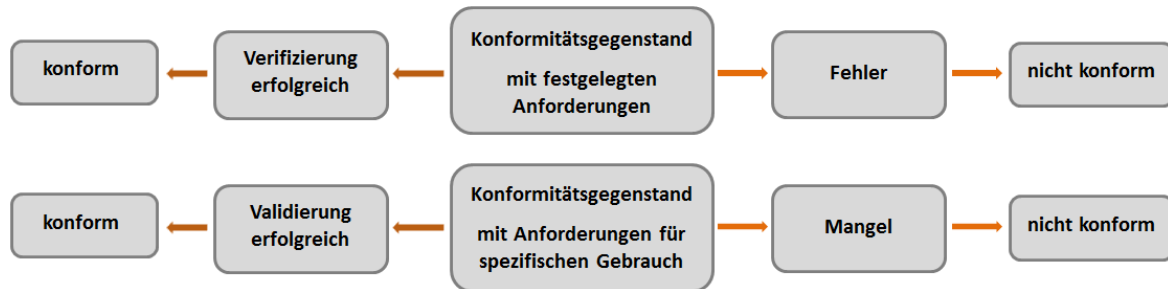 konform
Verifizierung
erfolgreich
Konformitätsgegenstand
mit festgelegten
Anforderungen
Fehler
nicht konform
konform
Validierung
erfolgreich
Konformitätsgegenstand
mit Anforderungen für
spezifischen Gebrauch
Mangel
nicht konform